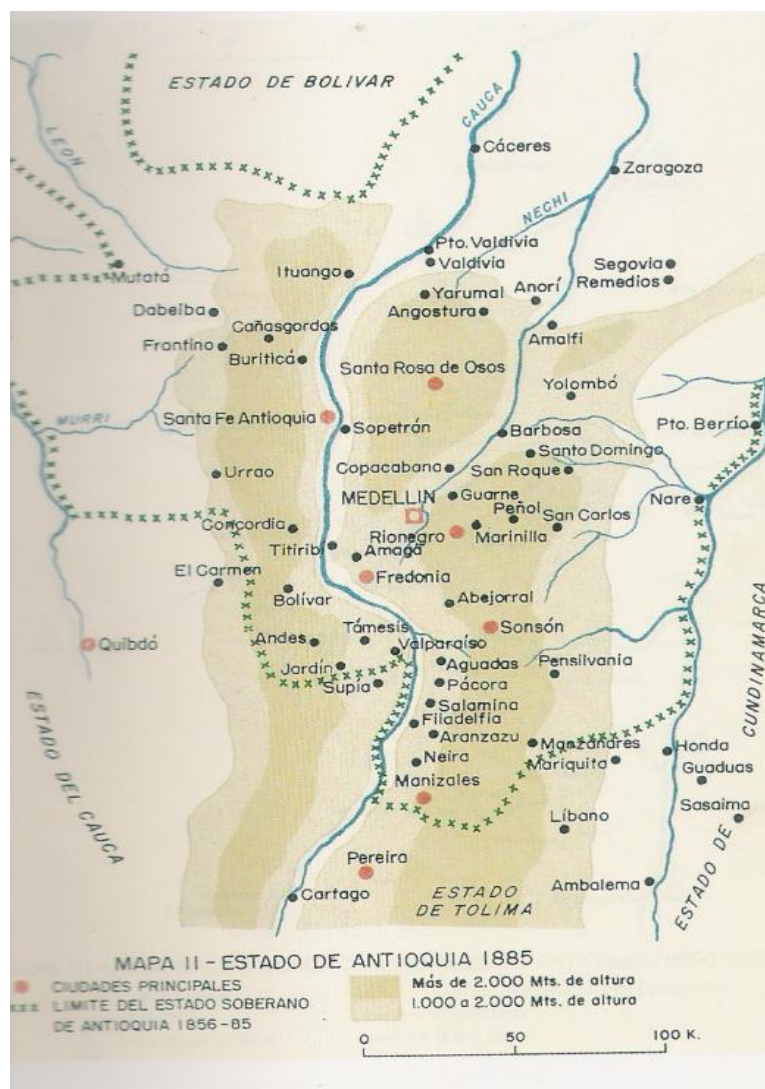 ESTADO DE BOLIVAR
LEON
CAUCA
Cáceres
Zaragoza
NECHI
Pto. Valdivia
Valdivia
Mutatá
Ituango
Segovia
Remedios
Yarumal
Anorí
Dabeiba
Angostura
Cañasgordas
Amalfi
Frontino
Buriticá
Santa Rosa de Osos
Yolombó
MURRI
Santa Fe Antioquia
Sopetrán
Barbosa
Pto. Berrío
Santo Domingo
Urrao
Copacabana
San Roque
MEDELLIN
Guarne
Nare
Peñol
Concordia
Rionegro
Marinilla
San Carlos
Titiribí
Amagá
El Carmen
Fredonia
Bolívar
Abejorral
Quibdó
Andes
Támesis
Sonsón
Valparaíso
Jardín
Aguadas
Pensilvania
Supía
Pácora
Salamina
Filadelfia
Aranzazu
Manzanares
Honda
Neira
Mariquita
Guaduas
Manizales
Sasaima
Líbano
Pereira
Cartago
Ambalema
ESTADO DEL CAUCA
ESTADO
DE TOLIMA
ESTADO DE CUNDINAMARCA
MAPA II - ESTADO DE ANTIOQUIA 1885
CIUDADES PRINCIPALES
LIMITE DEL ESTADO SOBERANO
DE ANTIOQUIA 1856-85
Más de 2.000 Mts. de altura
1.000 a 2.000 Mts. de altura
0 50 100 K.